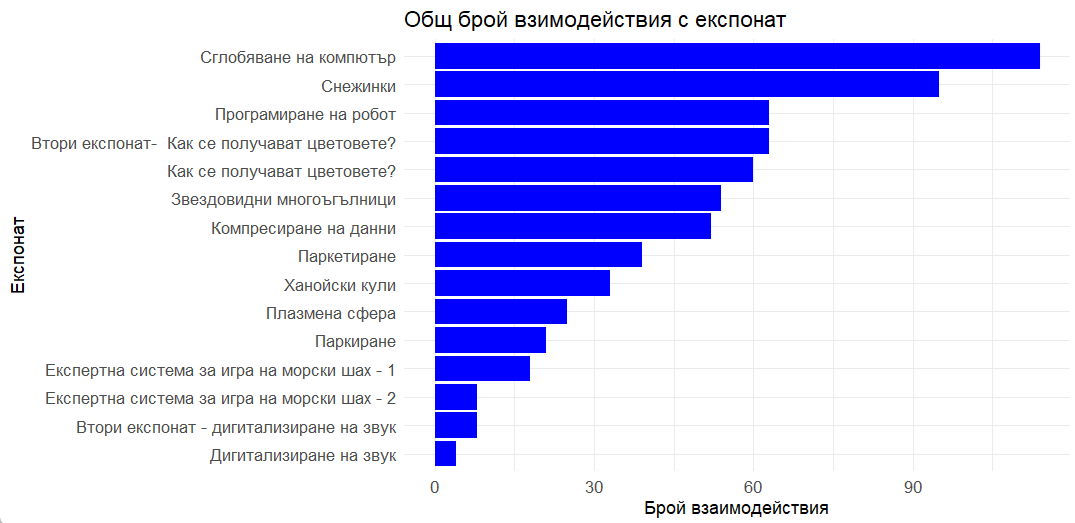 Общ брой взимодействия с експонат
Сглобяване на компютър
Снежинки
Програмиране на робот
Втори експонат-  Как се получават цветовете?
Как се получават цветовете?
Звездовидни многоъгълници
Компресиране на данни
Паркетиране
Ханойски кули
Плазмена сфера
Паркиране
Експертна система за игра на морски шах - 1
Експертна система за игра на морски шах - 2
Втори експонат - дигитализиране на звук
Дигитализиране на звук
Експонат
0 30 60 90
Брой взаимодействия